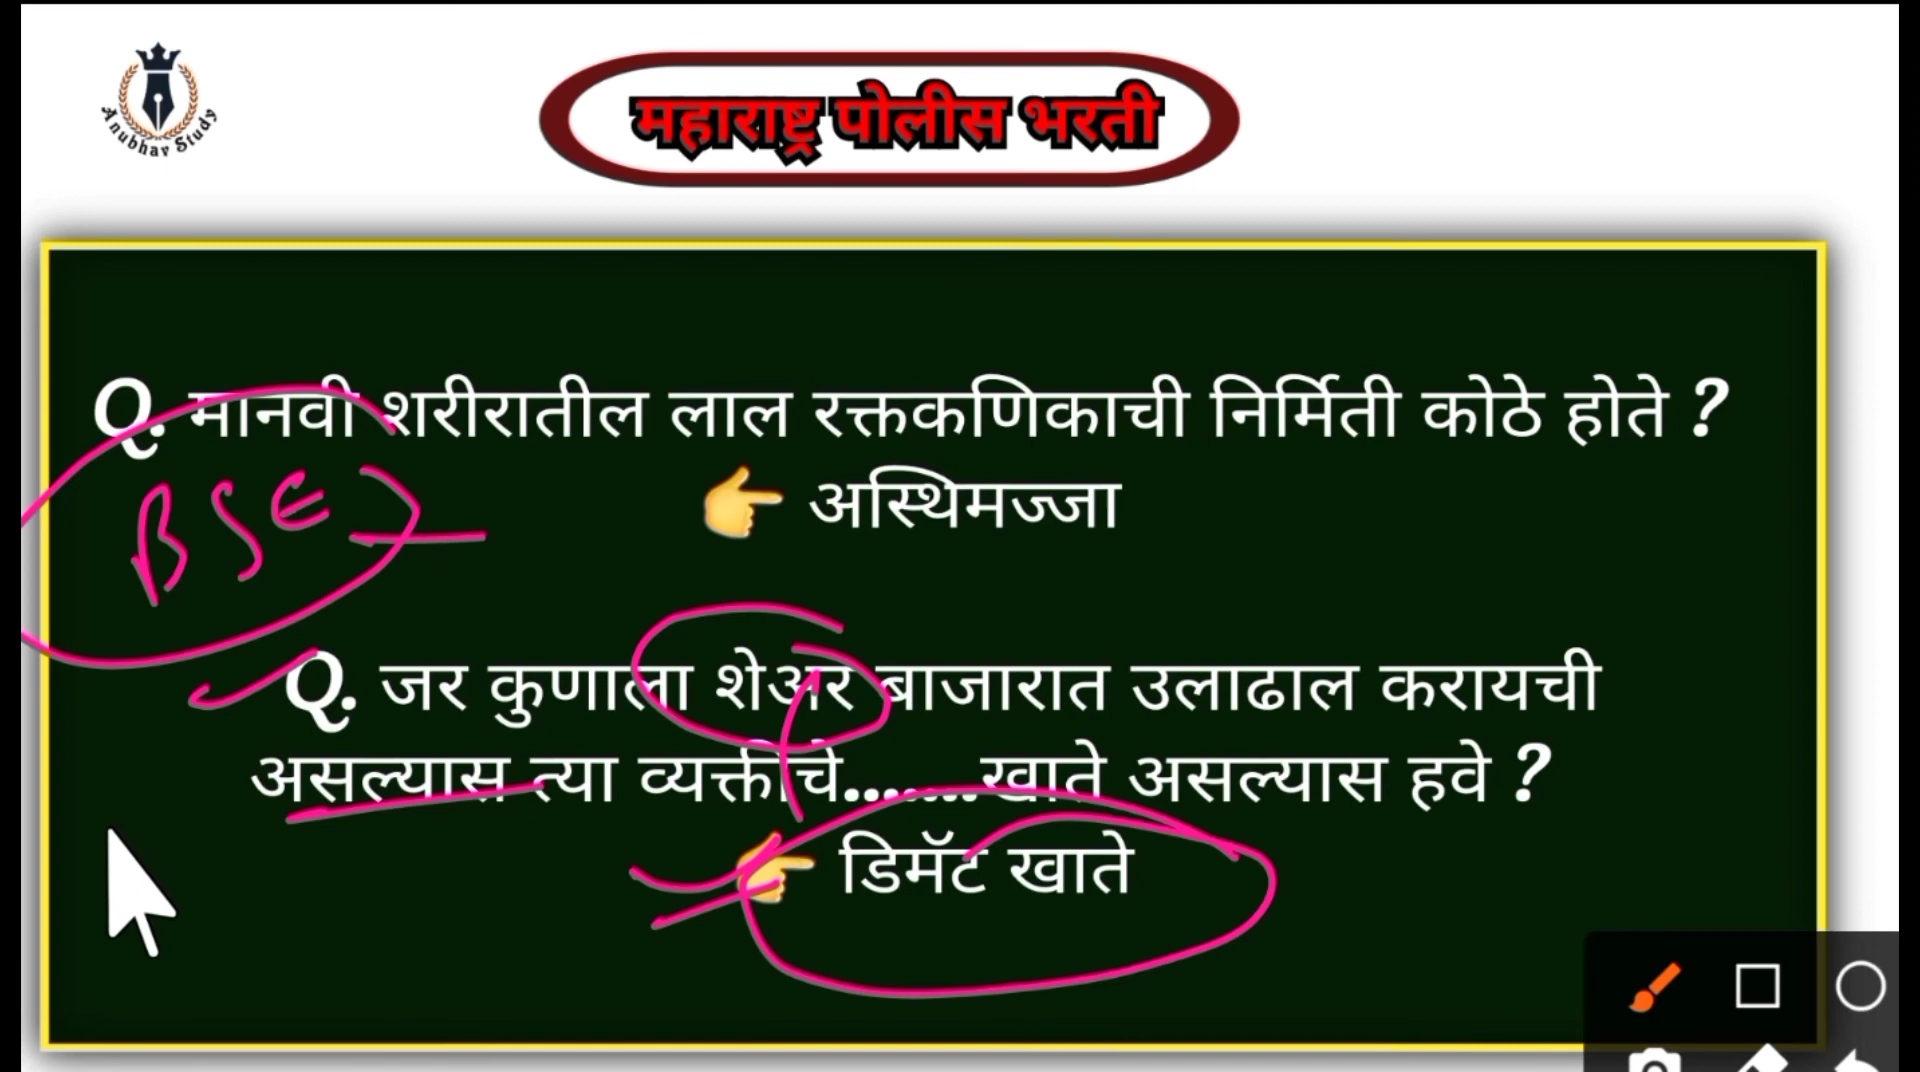 Anubhav Study
महाराष्ट्र पोलीस भरती
Q. मानवी शरीरातील लाल रक्तकणिकाची निर्मिती कोठे होते ?
👉 अस्थिमज्जा
BSE
Q. जर कुणाला शेअर बाजारात उलाढाल करायची
असल्यास त्या व्यक्तीचे.......खाते असल्यास हवे ?
👉 डिमॅट खाते